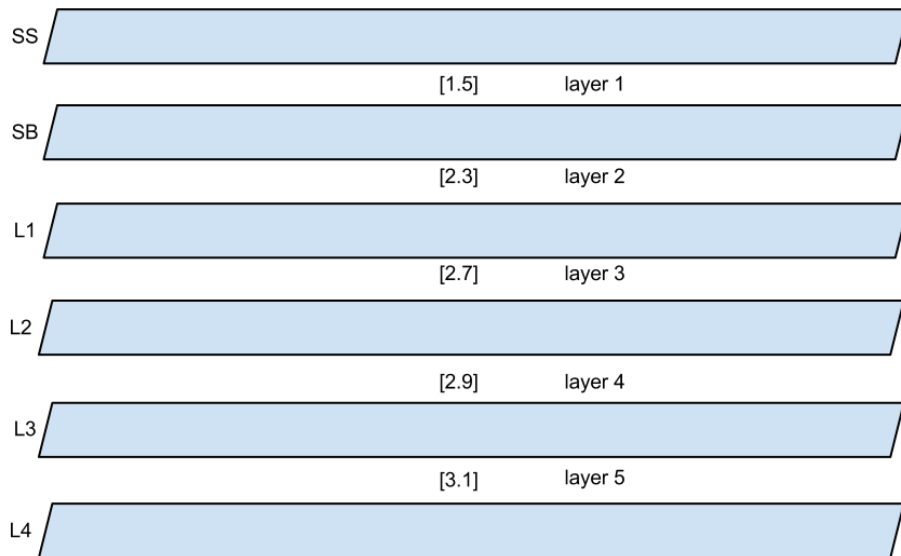 SS
[1.5] layer 1
SB
[2.3] layer 2
L1
[2.7] layer 3
L2
[2.9] layer 4
L3
[3.1] layer 5
L4